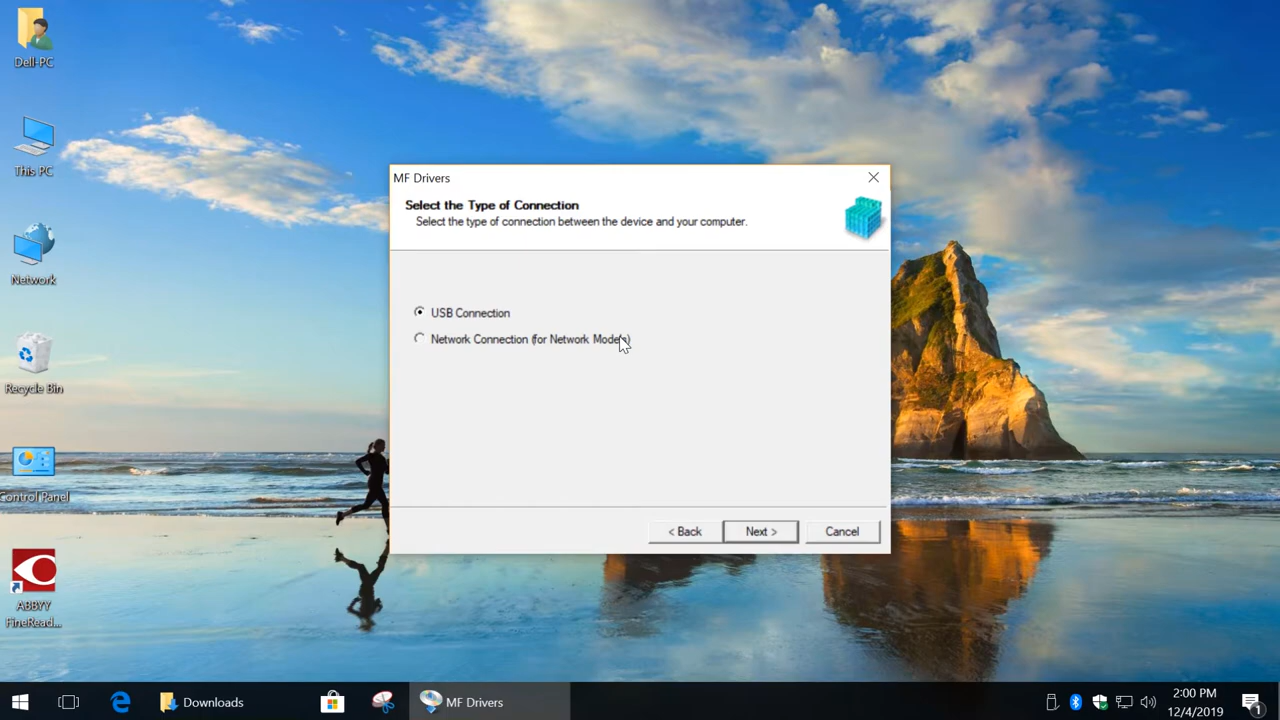 Dell-PC
This PC
Network
Recycle Bin
Control Panel
ABBYY
FineRead...
MF Drivers
Select the Type of Connection
Select the type of connection between the device and your computer.
USB Connection
Network Connection (for Network Models)
< Back
Next >
Cancel
Downloads
MF Drivers
2:00 PM
12/4/2019
1